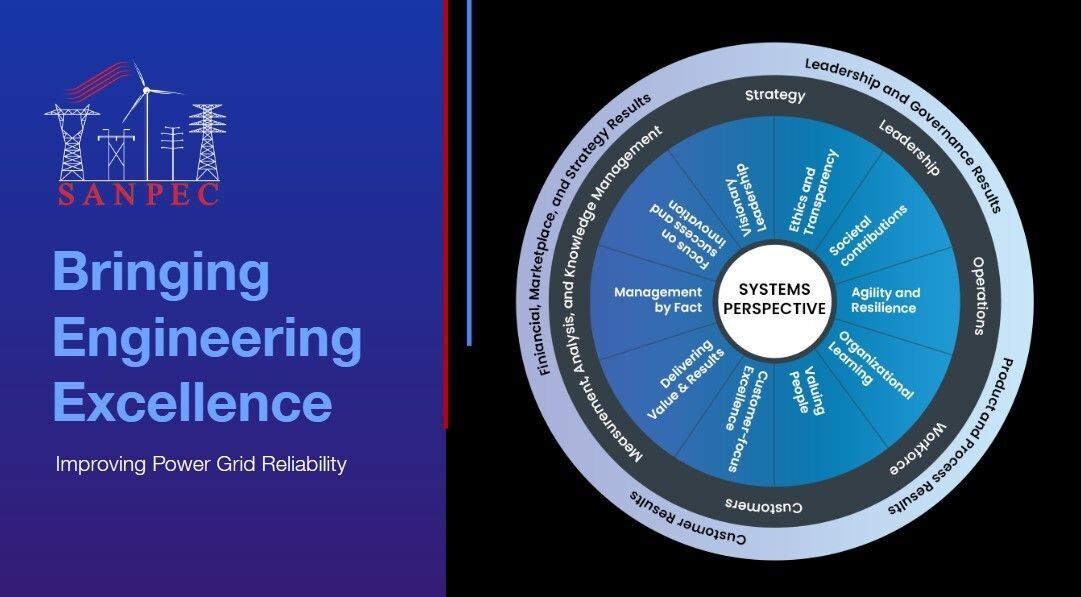 SANPEC
Bringing
Engineering
Excellence
Improving Power Grid Reliability
Leadership and Governance Results
Product and Process Results
Customer Results
Finiancial, Marketplace, and Strategy Results
Strategy
Leadership
Operations
Workforce
Customers
Measurement, Analysis, and Knowledge Management
Ethics and
Transparency
Societal
contributions
Agility and
Resilience
Organizational
Learning
Valuing
People
Customer-focus
Excellence
Delivering
Value & Results
Management
by Fact
Focus on
success and
innovation
Visionary
Leadership
SYSTEMS
PERSPECTIVE